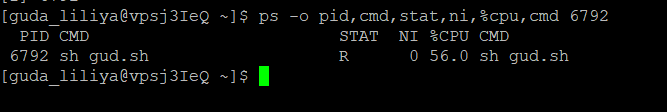 [guda_liliya@vpsj3IeQ ~]$ ps -o pid,cmd,stat,ni,%cpu,cmd 6792
PID CMD STAT NI %CPU CMD
6792 sh gud.sh R 0 56.0 sh gud.sh
[guda_liliya@vpsj3IeQ ~]$